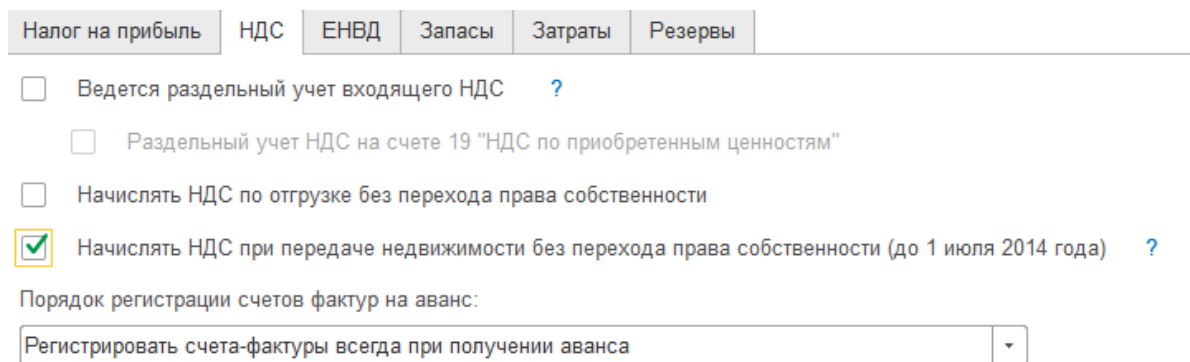 Налог на прибыль НДС ЕНВД Запасы Затраты Резервы
Ведется раздельный учет входящего НДС ?
Раздельный учет НДС на счете 19 "НДС по приобретенным ценностям"
Начислять НДС по отгрузке без перехода права собственности
Начислять НДС при передаче недвижимости без перехода права собственности (до 1 июля 2014 года) ?
Порядок регистрации счетов фактур на аванс:
Регистрировать счета-фактуры всегда при получении аванса